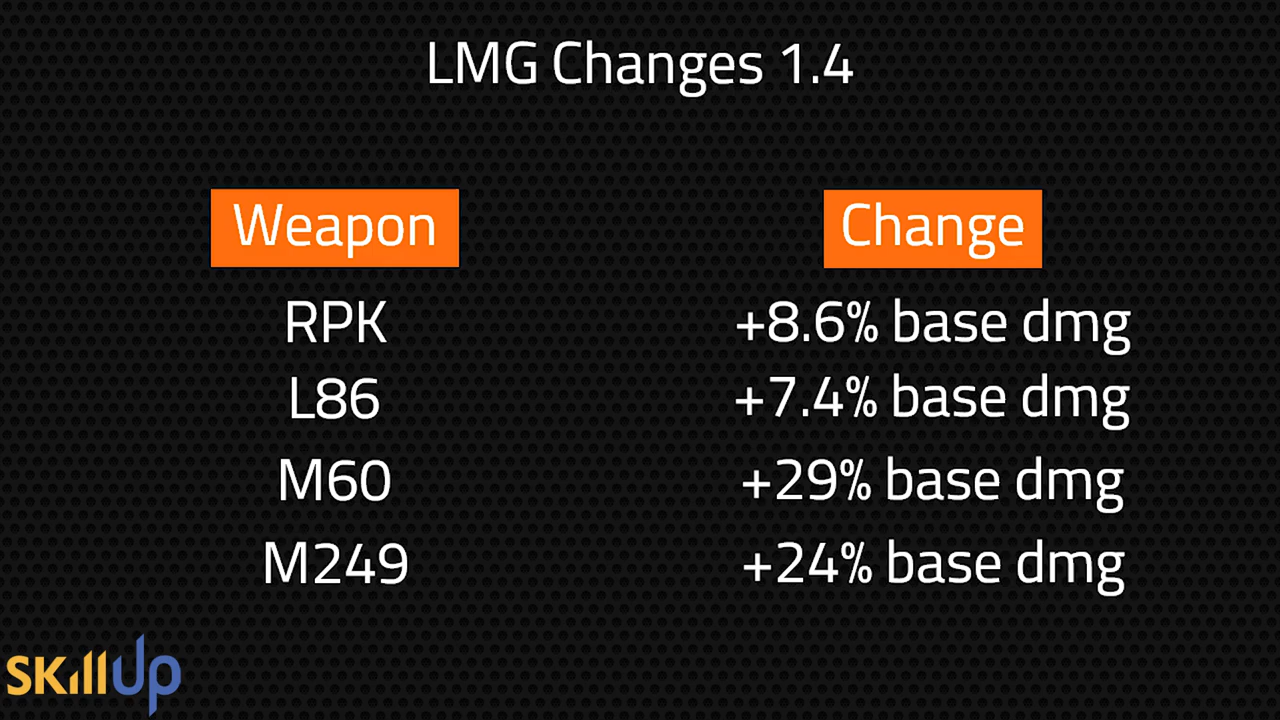 LMG Changes 1.4
Weapon Change
RPK +8.6% base dmg
L86 +7.4% base dmg
M60 +29% base dmg
M249 +24% base dmg
SKillUp